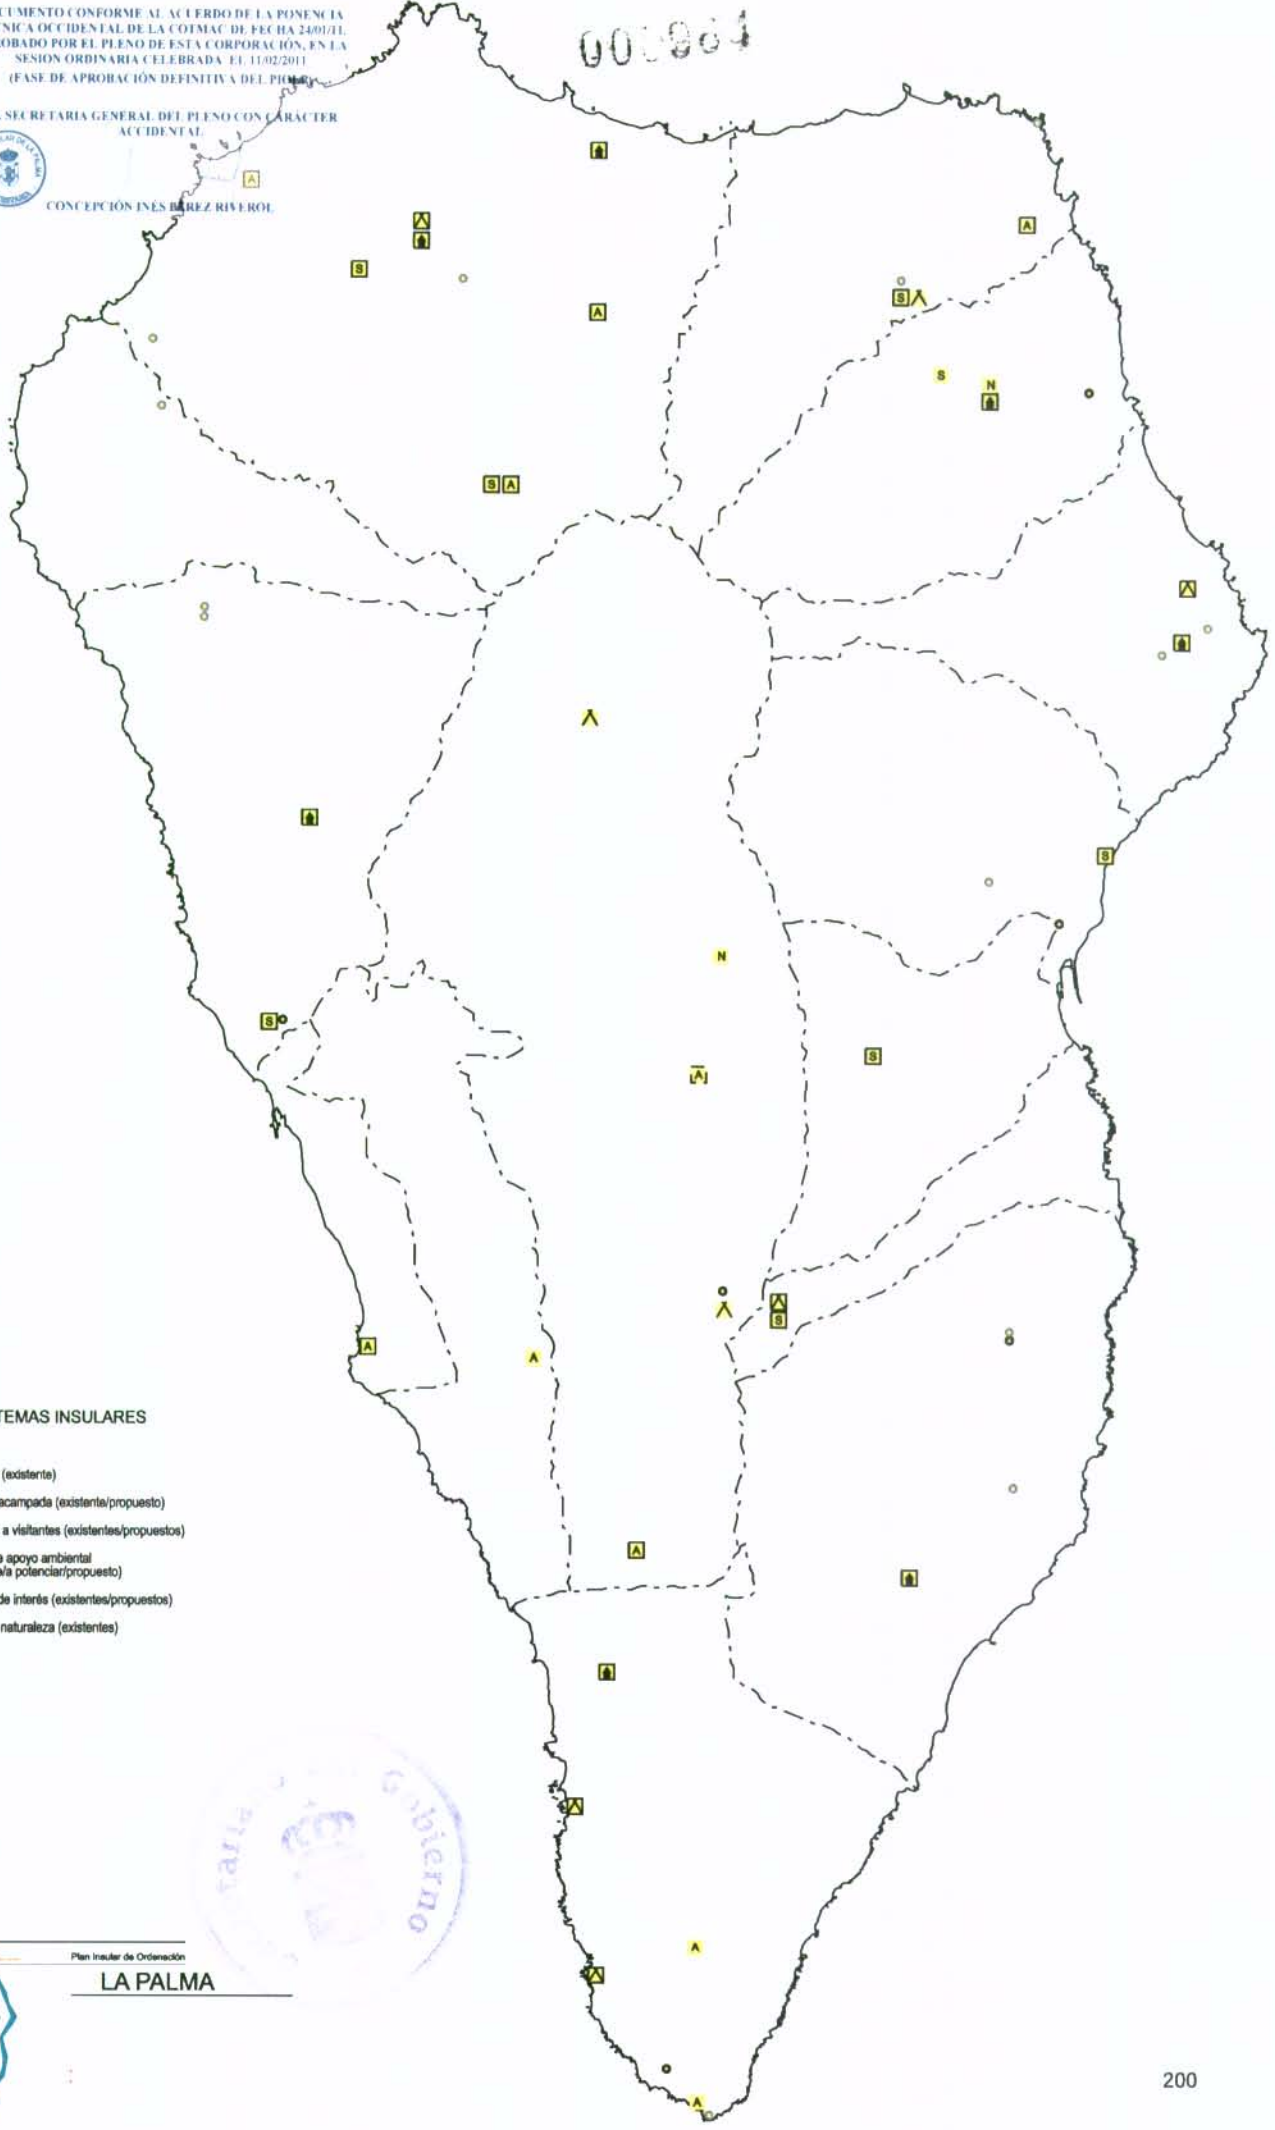 CUMENTO CONFORME AL ACUERDO DE LA PONENCIA
NICA OCCIDENTAL DE LA COTMAC DE FECHA 24/01/11,
OBADO POR EL PLENO DE ESTA CORPORACIÓN, EN LA
SESION ORDINARIA CELEBRADA EL 11/02/2011
(FASE DE APROBACIÓN DEFINITIVA DEL
SECRETARIA GENERAL DEL PLENO CON CARÁCTER
ACCIDENTAL
CONCEPCIÓN INÉS PÉREZ RIVEROL
A
A
S
S
A
S
N
S A
S
N
S
A
S
S
A
A
A
TEMAS INSULARES
(existente)
acampada (existente/propuesto)
a visitantes (existentes/propuestos)
apoyo ambiental
/a potenciar/propuesto)
de interés (existentes/propuestos)
naturaleza (existentes)
Gobierno
A
Plan Insular de Ordenación
LA PALMA
A
200